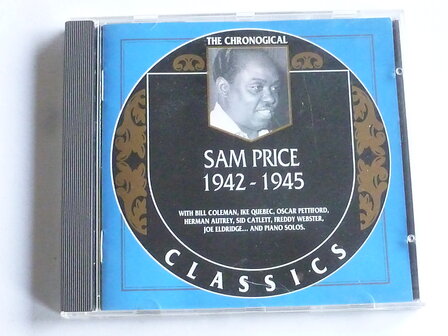 THE CHRONOGICAL
SAM PRICE
1942 - 1945
WITH BILL COLEMAN, IKE QUEBEC, OSCAR PETTIFORD,
HERMAN AUTREY, SID CATLETT, FREDDY WEBSTER,
JOE ELDRIDGE... AND PIANO SOLOS.
CLASSICS